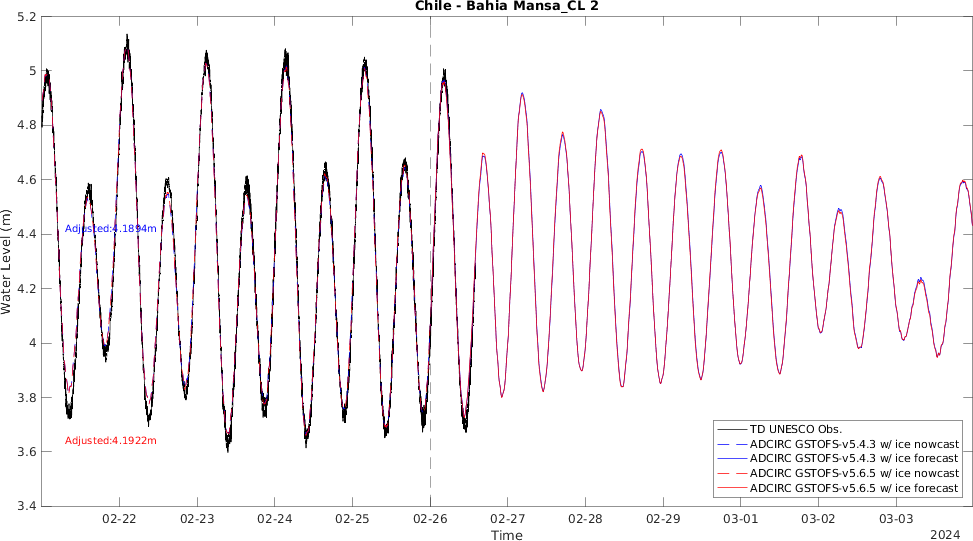 Chile - Bahia Mansa_CL 2
5.2
5
4.8
4.6
4.4
4.2
4
3.8
3.6
3.4
Water Level (m)
Adjusted:4.1894m
Adjusted:4.1922m
TD UNESCO Obs.
ADCIRC GSTOFS-v5.4.3 w/ ice nowcast
ADCIRC GSTOFS-v5.4.3 w/ ice forecast
ADCIRC GSTOFS-v5.6.5 w/ ice nowcast
ADCIRC GSTOFS-v5.6.5 w/ ice forecast
02-22 02-23 02-24 02-25 02-26 02-27 02-28 02-29 03-01 03-02 03-03
Time
2024